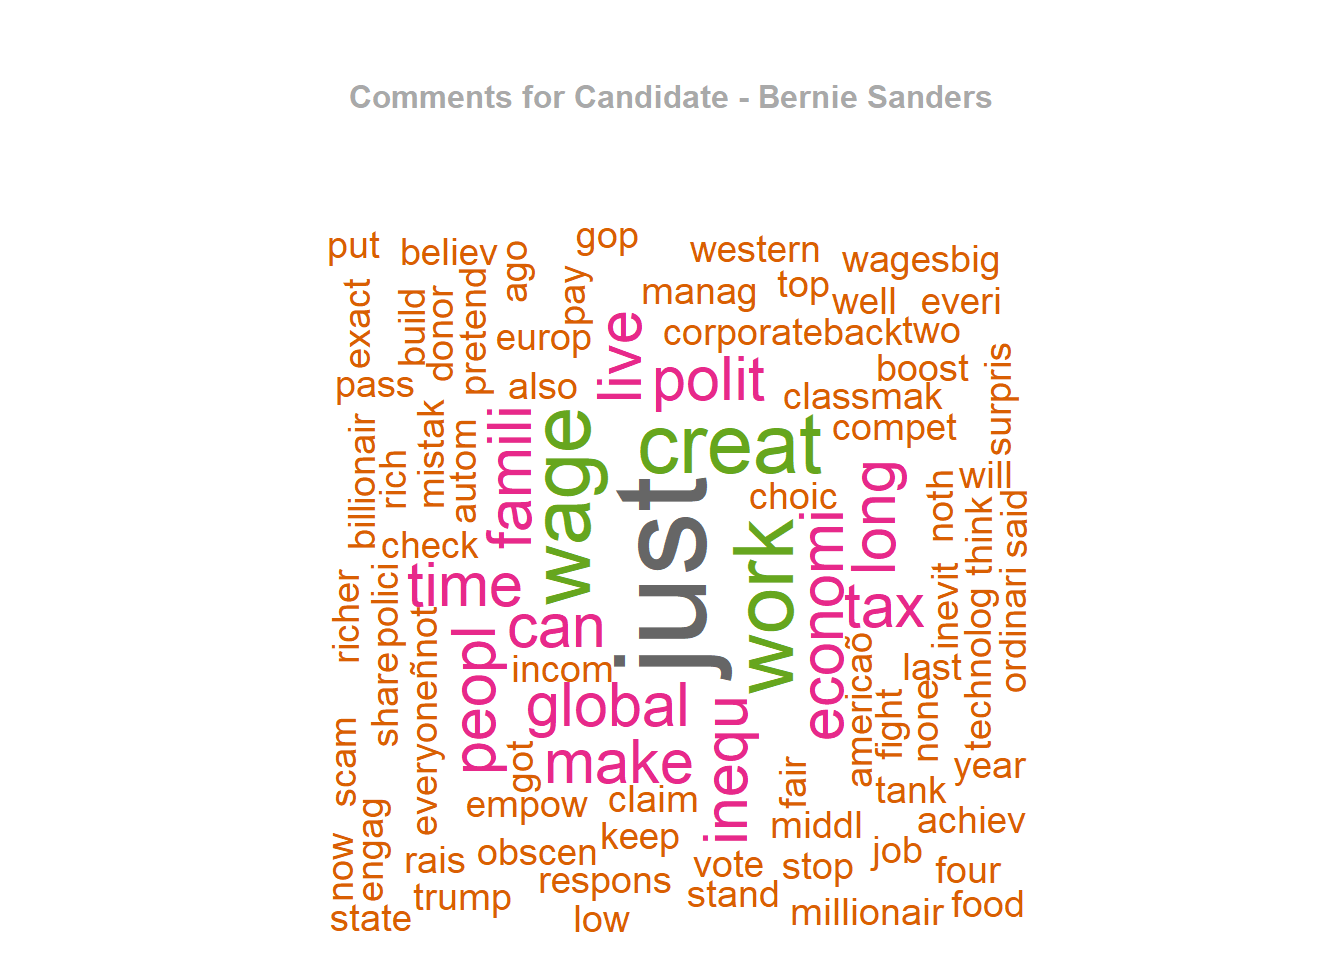 Comments for Candidate - Bernie Sanders
put
believ
ago
gop
western
wagesbig
exact
build
donor
pretend
pay
manag
top
well
everi
europ
live
corporateback
two
pass
also
polit
boost
classmak
surpris
billionair
rich
mistak
autom
famili
wage
creat
compet
choic
long
will
noth
think
said
check
just
work
economi
time
tax
inevit
technolog
ordinari
richer
polici
share
everyoneñnot
peopl
can
incom
global
inequ
americaõ
last
fight
none
scam
got
make
fair
year
tank
empow
claim
middl
achiev
now
engag
rais
obscen
keep
vote
stop
job
four
trump
respons
stand
millionair
food
state
low